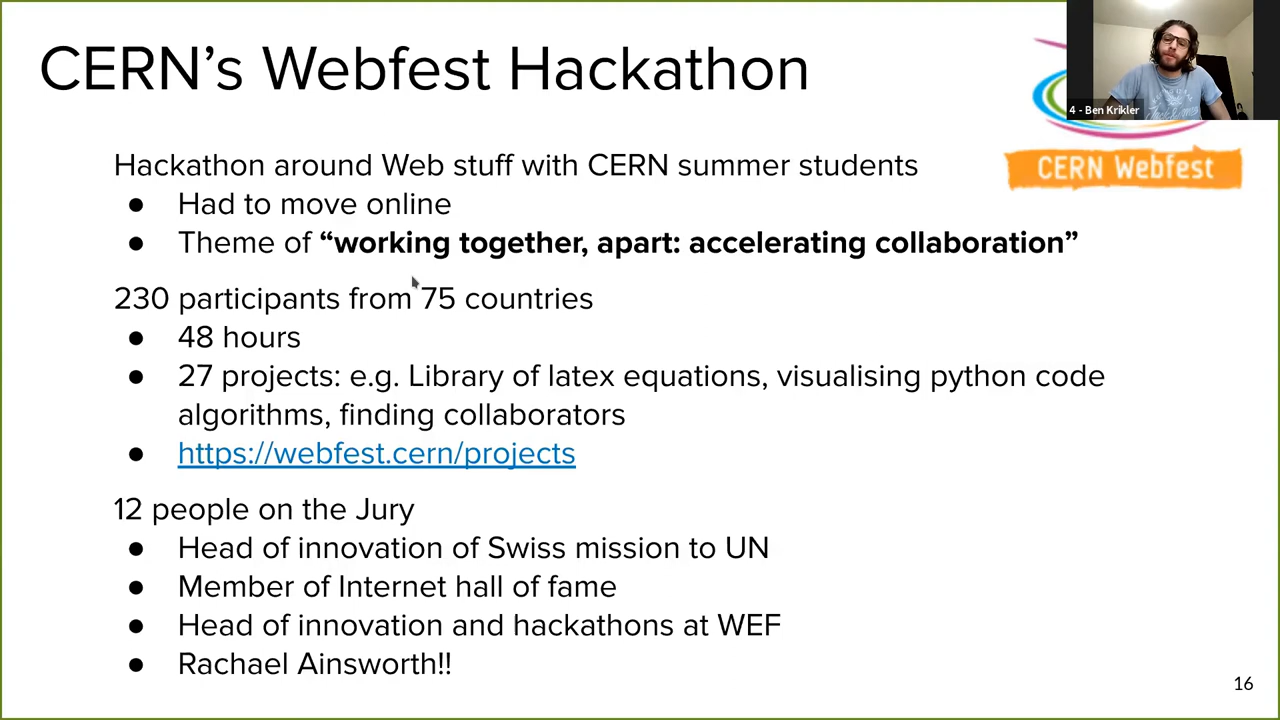 CERN's Webfest Hackathon
4 - Ben Krikler
CERN Webfest
Hackathon around Web stuff with CERN summer students
● Had to move online
● Theme of “working together, apart: accelerating collaboration”
230 participants from 75 countries
● 48 hours
● 27 projects: e.g. Library of latex equations, visualising python code
algorithms, finding collaborators
● https://webfest.cern/projects
12 people on the Jury
● Head of innovation of Swiss mission to UN
● Member of Internet hall of fame
● Head of innovation and hackathons at WEF
● Rachael Ainsworth!!
16